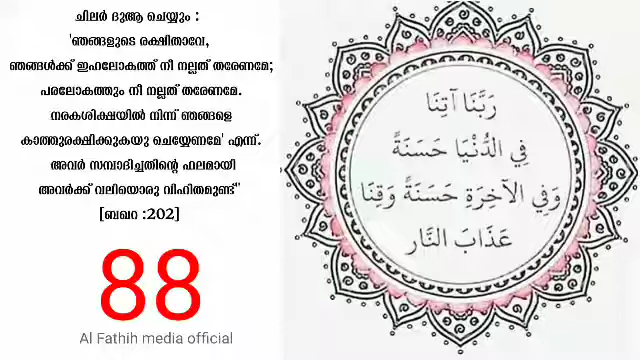 ചിലർ ദുആ ചെയ്യും :
'ഞങ്ങളുടെ രക്ഷിതാവേ,
ഞങ്ങൾക്ക് ഇഹലോകത്ത് നീ നല്ലത് തരേണമേ;
പരലോകത്തും നീ നല്ലത് തരേണമേ.
നരകശിക്ഷയിൽ നിന്ന് ഞങ്ങളെ
കാത്തുരക്ഷിക്കുകയു ചെയ്യേണമേ' എന്ന്.
അവർ സമ്പാദിച്ചതിന്റെ ഫലമായി
അവർക്ക് വലിയൊരു വിഹിതമുണ്ട്"
[ബഖറ :202]
88
Al Fathih media official
رَبَّنَا آتِنَا
فِي الدُّنْيَا حَسَنَةً
وَفِي الآخِرَةِ حَسَنَةً وَقِنَا
عَذَابَ النَّار